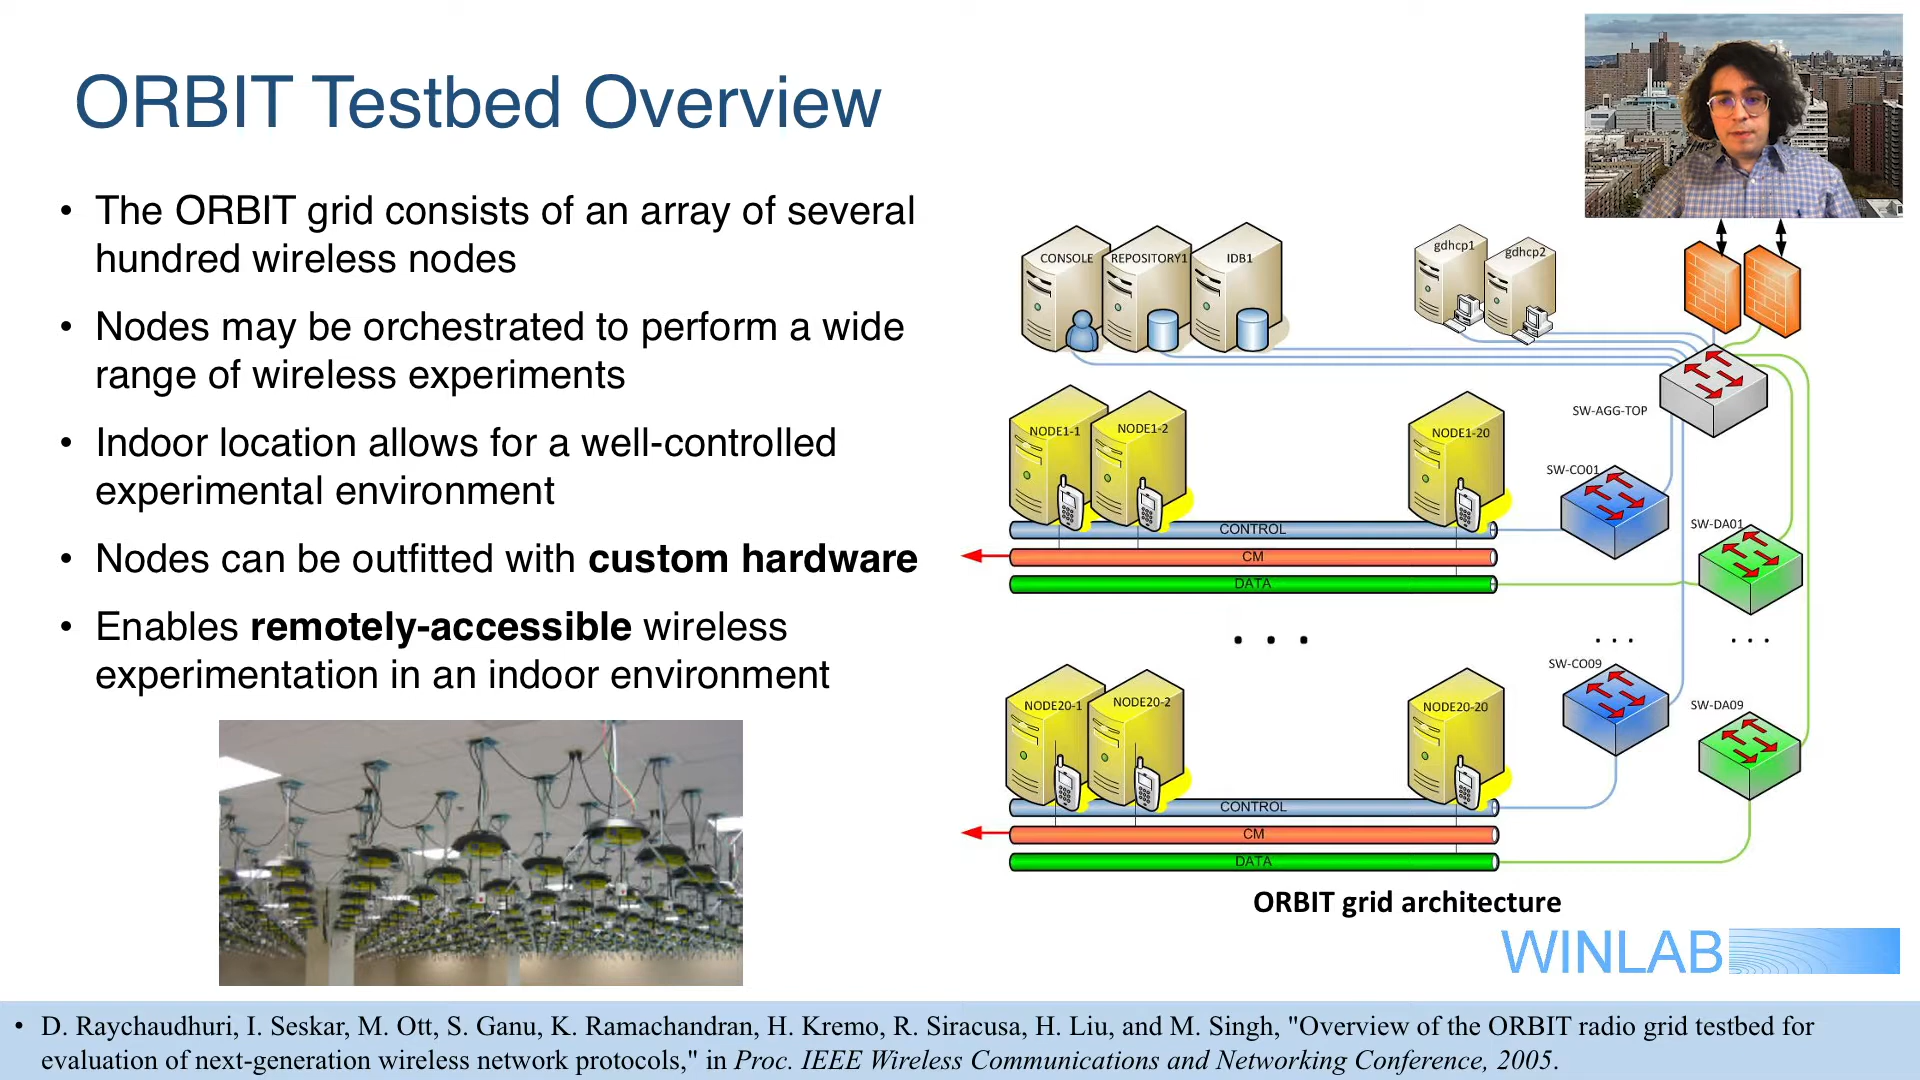 ORBIT Testbed Overview
• The ORBIT grid consists of an array of several
hundred wireless nodes
• Nodes may be orchestrated to perform a wide
range of wireless experiments
• Indoor location allows for a well-controlled
experimental environment
• Nodes can be outfitted with custom hardware
• Enables remotely-accessible wireless
experimentation in an indoor environment
CONSOLE
REPOSITORY1
IDB1
gdhcp1
gdhcp2
SW-AGG-TOP
NODE1-1
NODE1-2
NODE1-20
SW-CO01
CONTROL
SW-DA01
CM
DATA
. . .
. . .
. . .
SW-CO09
NODE20-1
NODE20-2
NODE20-20
SW-DA09
CONTROL
CM
DATA
ORBIT grid architecture
WINLAB
• D. Raychaudhuri, I. Seskar, M. Ott, S. Ganu, K. Ramachandran, H. Kremo, R. Siracusa, H. Liu, and M. Singh, "Overview of the ORBIT radio grid testbed for
evaluation of next-generation wireless network protocols," in Proc. IEEE Wireless Communications and Networking Conference, 2005.